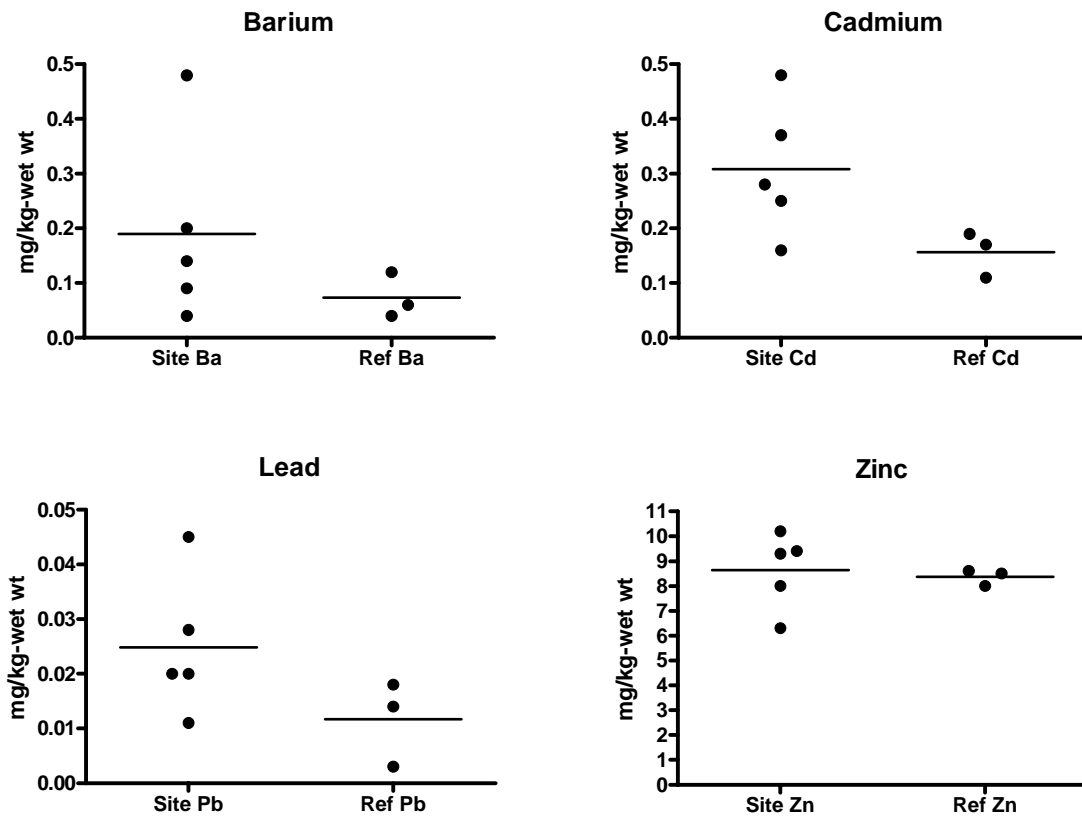 Barium
mg/kg-wet wt
0.5
0.4
0.3
0.2
0.1
0.0
Site Ba Ref Ba
Cadmium
mg/kg-wet wt
0.5
0.4
0.3
0.2
0.1
0.0
Site Cd Ref Cd
Lead
mg/kg-wet wt
0.05
0.04
0.03
0.02
0.01
0.00
Site Pb Ref Pb
Zinc
mg/kg-wet wt
11
10
9
8
7
6
5
4
3
2
1
0
Site Zn Ref Zn